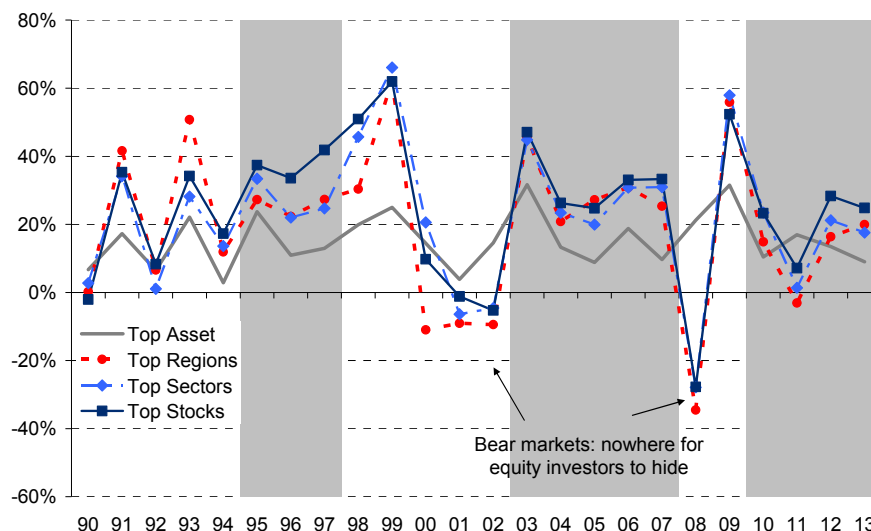 80%
60%
40%
20%
0%
-20%
-40%
-60%
Top Asset
Top Regions
Top Sectors
Top Stocks
Bear markets: nowhere for
equity investors to hide
90 91 92 93 94 95 96 97 98 99 00 01 02 03 04 05 06 07 08 09 10 11 12 13